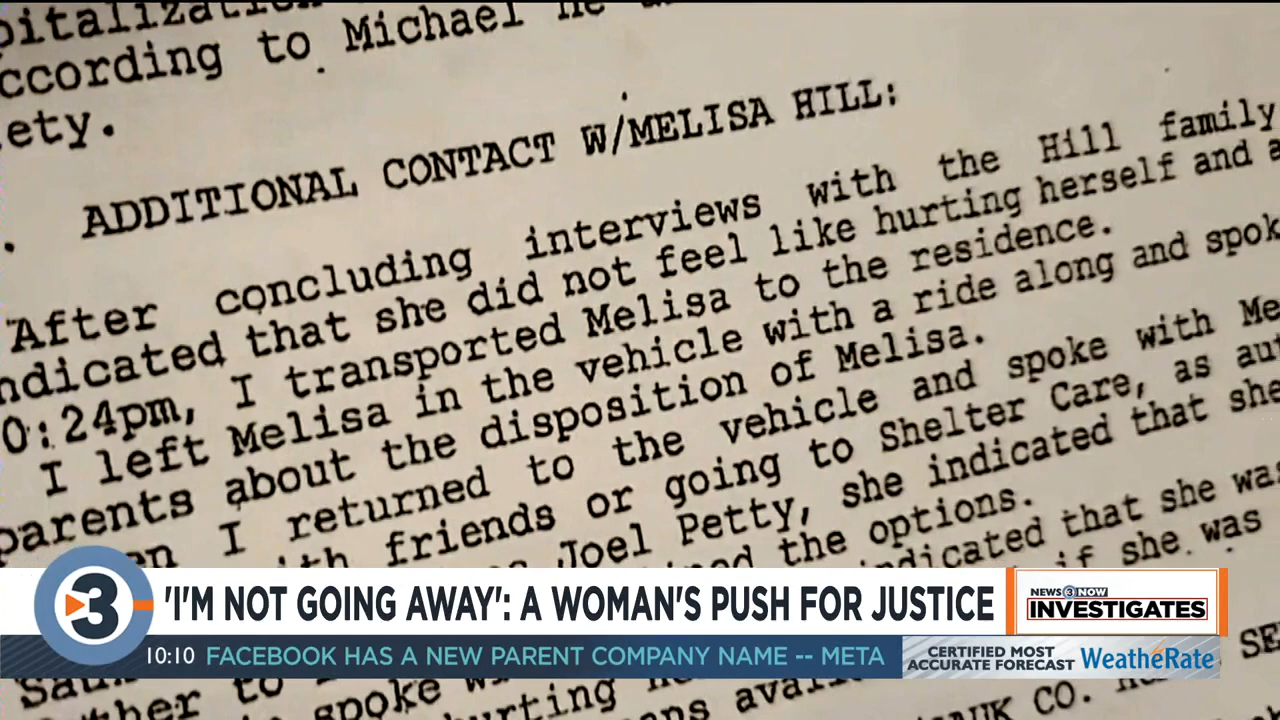 ccording to Michael he
ety.
ADDITIONAL CONTACT W/MELISA HILL:
After concluding interviews with the Hill family
ndicated that she did not feel like hurting herself and a
0:24pm, I transported Melisa to the residence.
I left Melisa in the vehicle with a ride along and spok
parents about the disposition of Melisa.
I returned to the vehicle and spoke with Me
friends or going to Shelter Care, as au
Joel Petty, she indicated that she
the options.
ndicated that she was
if she was
3
'I'M NOT GOING AWAY': A WOMAN'S PUSH FOR JUSTICE
NEWS 3 NOW
INVESTIGATES
10:10 FACEBOOK HAS A NEW PARENT COMPANY NAME -- META
CERTIFIED MOST
ACCURATE FORECAST
WeatheRate
spoke